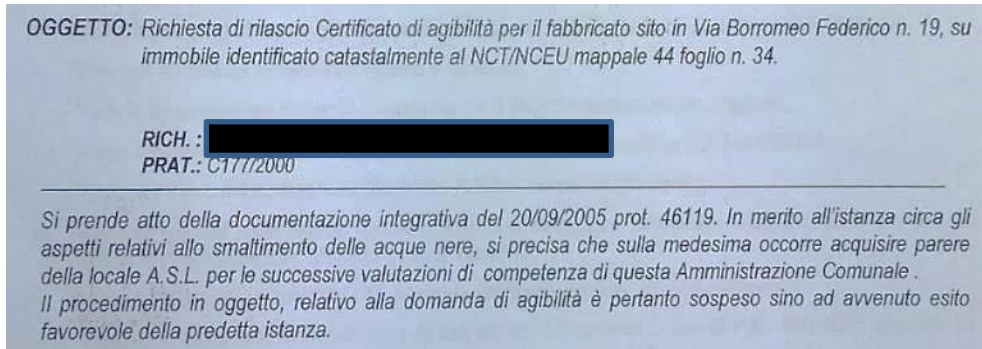 OGGETTO: Richiesta di rilascio Certificato di agibilità per il fabbricato sito in Via Borromeo Federico n. 19, su
immobile identificato catastalmente al NCT/NCEU mappale 44 foglio n. 34.
RICH. :
PRAT.: C177/2000
Si prende atto della documentazione integrativa del 20/09/2005 prot. 46119. In merito all'istanza circa gli
aspetti relativi allo smaltimento delle acque nere, si precisa che sulla medesima occorre acquisire parere
della locale A.S.L. per le successive valutazioni di competenza di questa Amministrazione Comunale .
Il procedimento in oggetto, relativo alla domanda di agibilità è pertanto sospeso sino ad avvenuto esito
favorevole della predetta istanza.